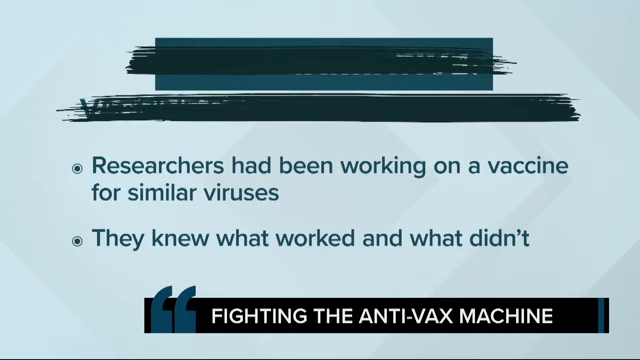 Researchers had been working on a vaccine
for similar viruses
They knew what worked and what didn't
FIGHTING THE ANTI-VAX MACHINE